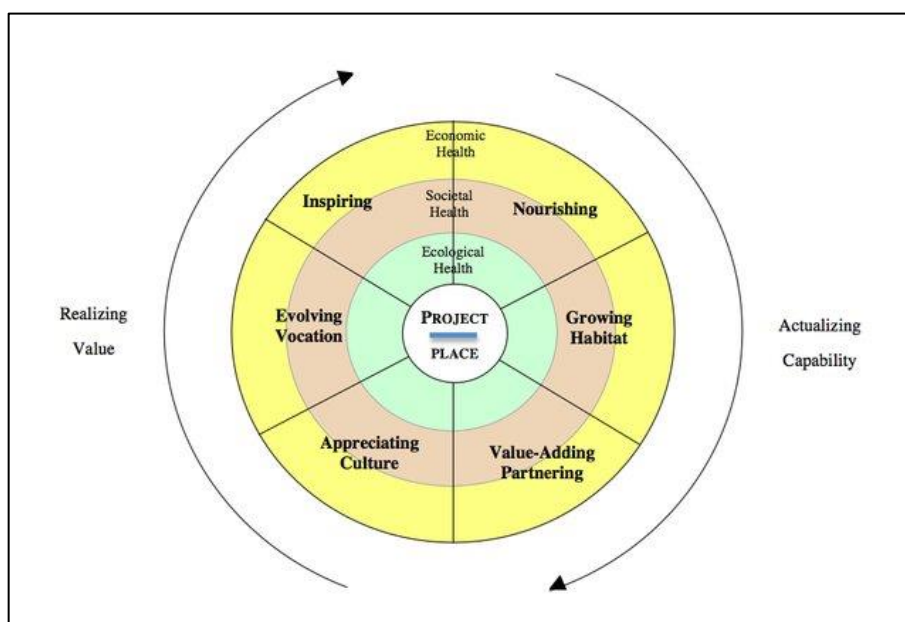 Economic
Health
Inspiring
Societal
Health
Nourishing
Ecological
Health
Realizing
Value
Evolving
Vocation
PROJECT
PLACE
Growing
Habitat
Actualizing
Capability
Appreciating
Culture
Value-Adding
Partnering